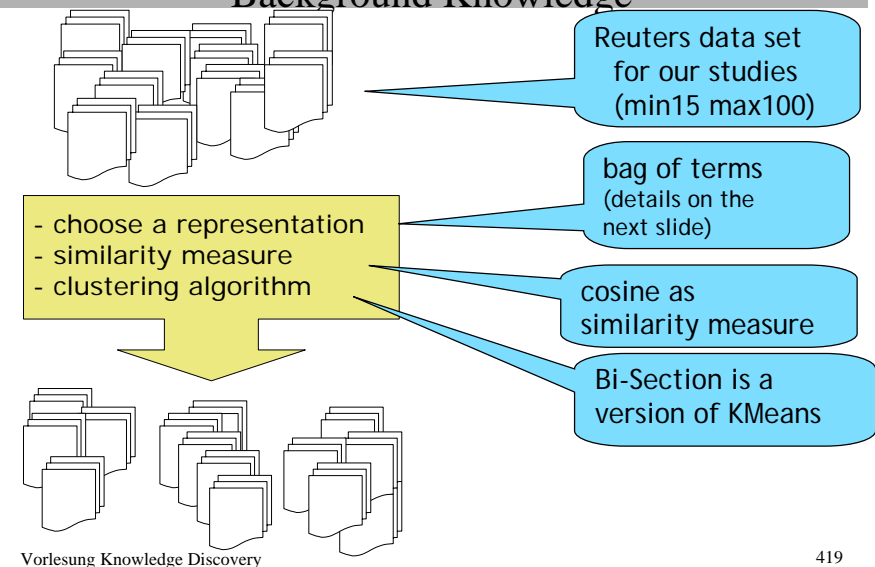 Background Knowledge
Reuters data set
for our studies
(min15 max100)
bag of terms
(details on the
next slide)
- choose a representation
- similarity measure
- clustering algorithm
cosine as
similarity measure
Bi-Section is a
version of KMeans
Vorlesung Knowledge Discovery
419